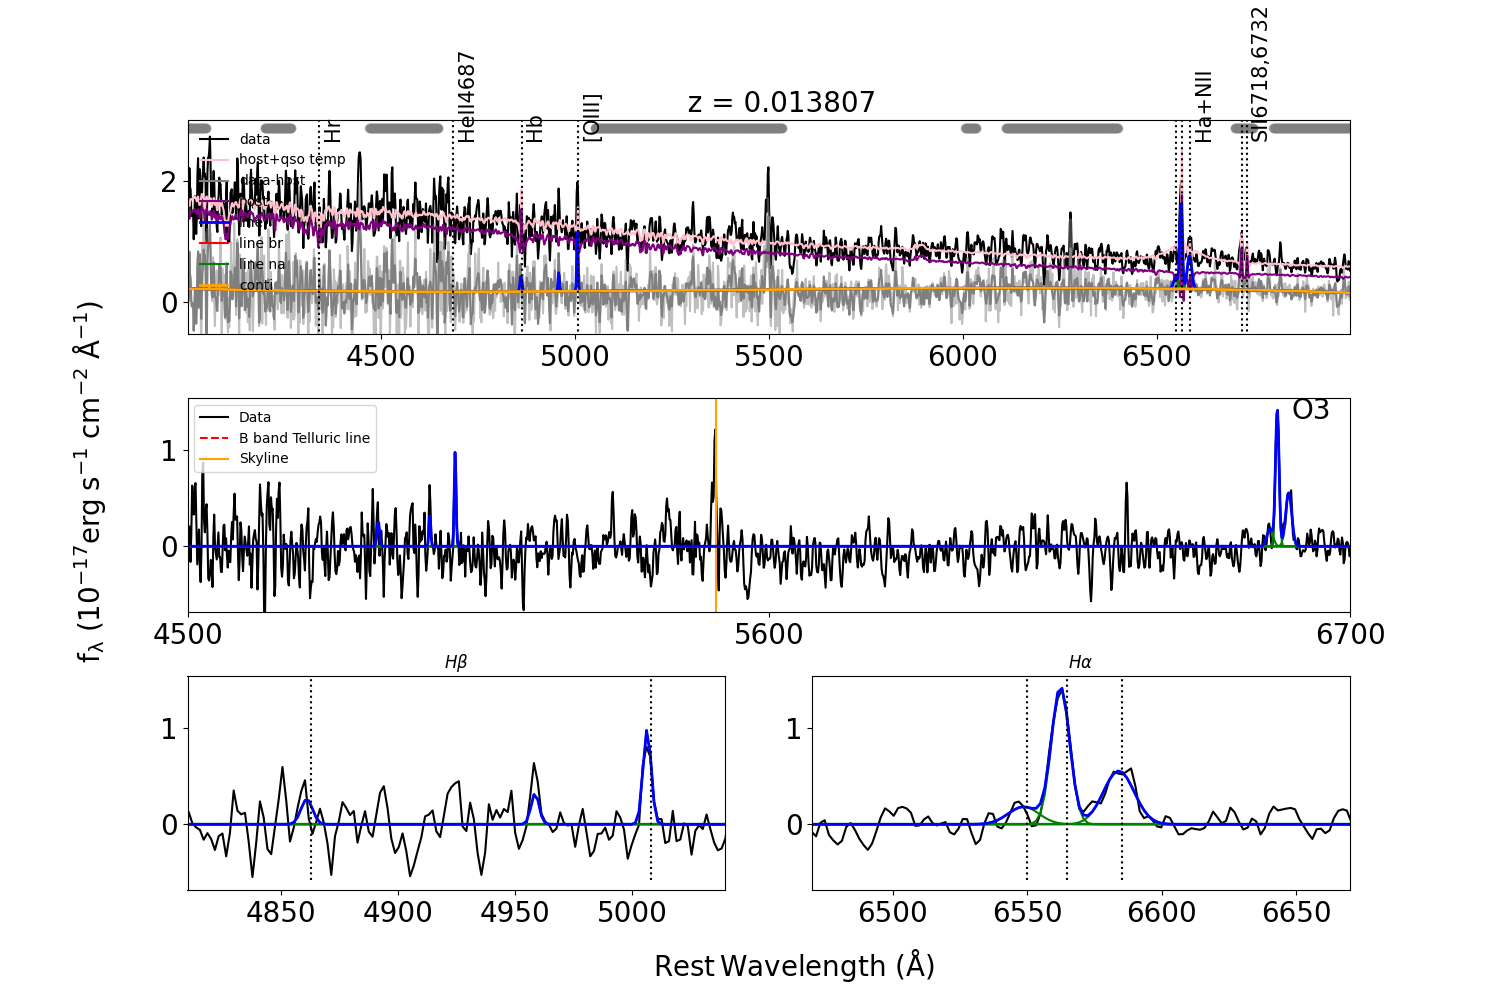 z = 0.013807
Hr
HeII4687
Hb
[OIII]
Ha+NII
SII6718,6732
data
host+qso temp
data-host
host
line
line br
line na
conti
2
0
4500 5000 5500 6000 6500
fλ (10⁻¹⁷erg s⁻¹ cm⁻² Å⁻¹)
O3
Data
B band Telluric line
Skyline
1
0
4500 5600 6700
Hβ
1
0
4850 4900 4950 5000
Hα
1
0
6500 6550 6600 6650
Rest Wavelength (Å)